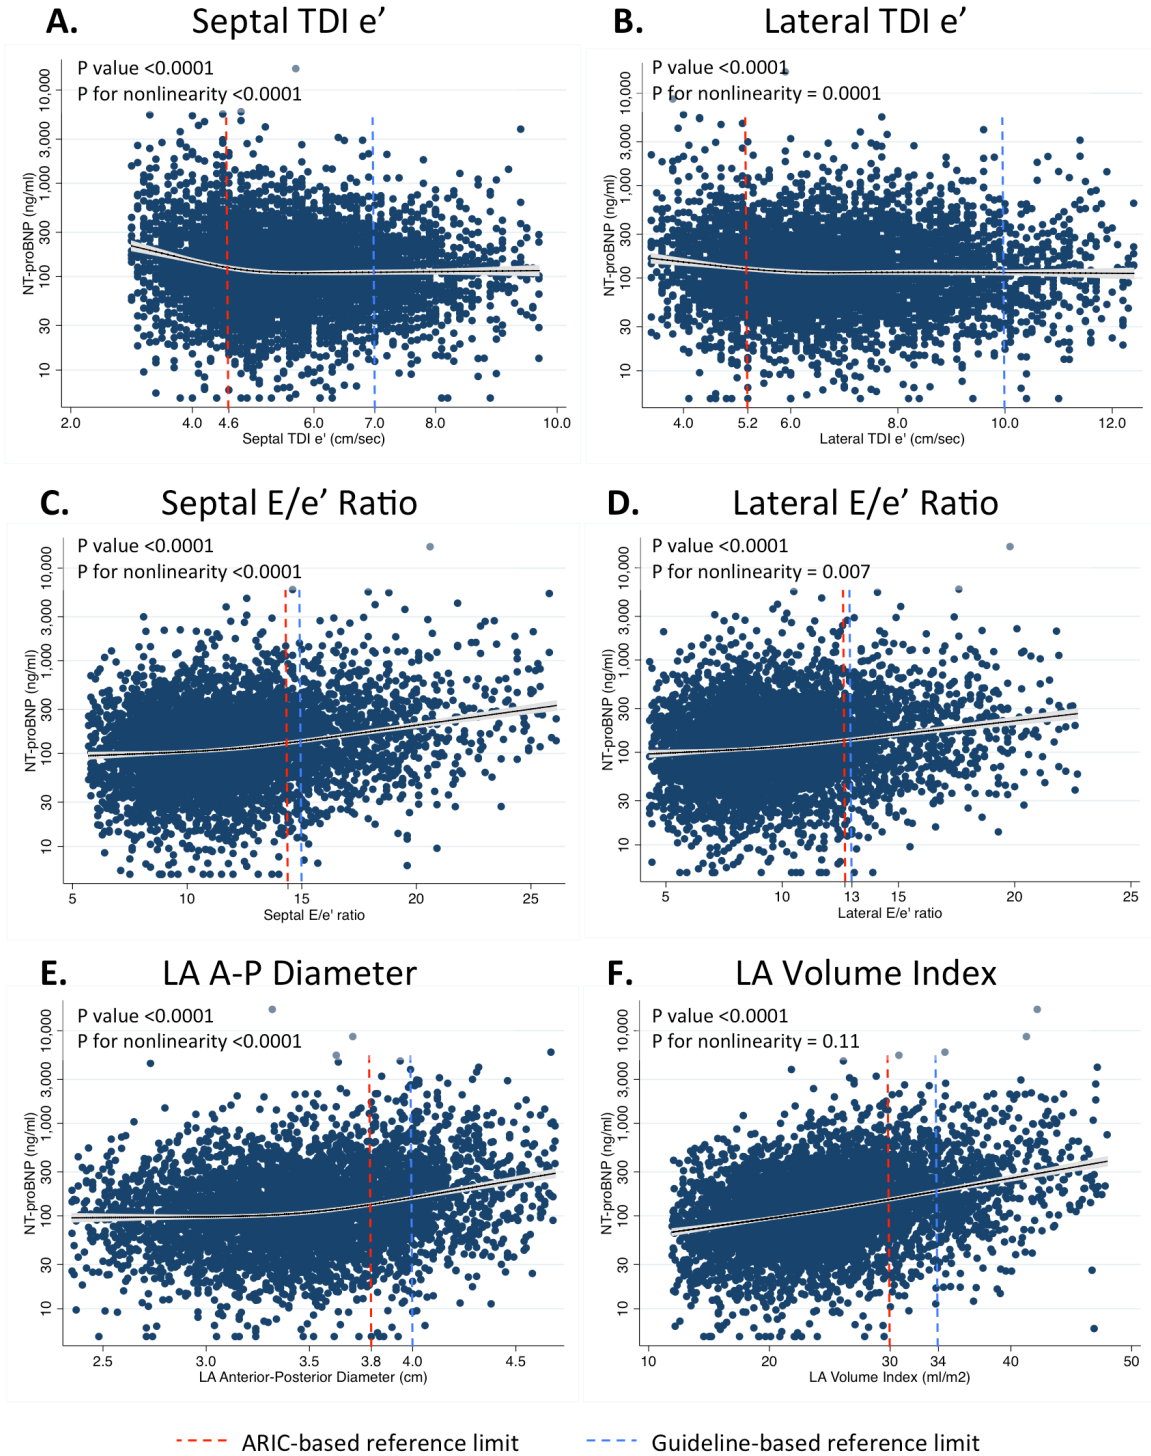 A. Septal TDI e’
P value <0.0001
P for nonlinearity <0.0001
NT-proBNP (ng/ml)
10,000
3,000
1,000
300
100
30
10
2.0 4.0 4.6 6.0 7.0 8.0 10.0
Septal TDI e' (cm/sec)
B. Lateral TDI e’
P value <0.0001
P for nonlinearity = 0.0001
NT-proBNP (ng/ml)
10,000
3,000
1,000
300
100
30
10
4.0 5.2 6.0 8.0 10.0 12.0
Lateral TDI e' (cm/sec)
C. Septal E/e’ Ratio
P value <0.0001
P for nonlinearity <0.0001
NT-proBNP (ng/ml)
10,000
3,000
1,000
300
100
30
10
5 10 15 20 25
Septal E/e' ratio
D. Lateral E/e’ Ratio
P value <0.0001
P for nonlinearity = 0.007
NT-proBNP (ng/ml)
10,000
3,000
1,000
300
100
30
10
5 10 13 15 20 25
Lateral E/e' ratio
E. LA A-P Diameter
P value <0.0001
P for nonlinearity <0.0001
NT-proBNP (ng/ml)
10,000
3,000
1,000
300
100
30
10
2.5 3.0 3.5 3.8 4.0 4.5
LA Anterior-Posterior Diameter (cm)
F. LA Volume Index
P value <0.0001
P for nonlinearity = 0.11
NT-proBNP (ng/ml)
10,000
3,000
1,000
300
100
30
10
10 20 30 34 40 50
LA Volume Index (ml/m2)
ARIC-based reference limit Guideline-based reference limit